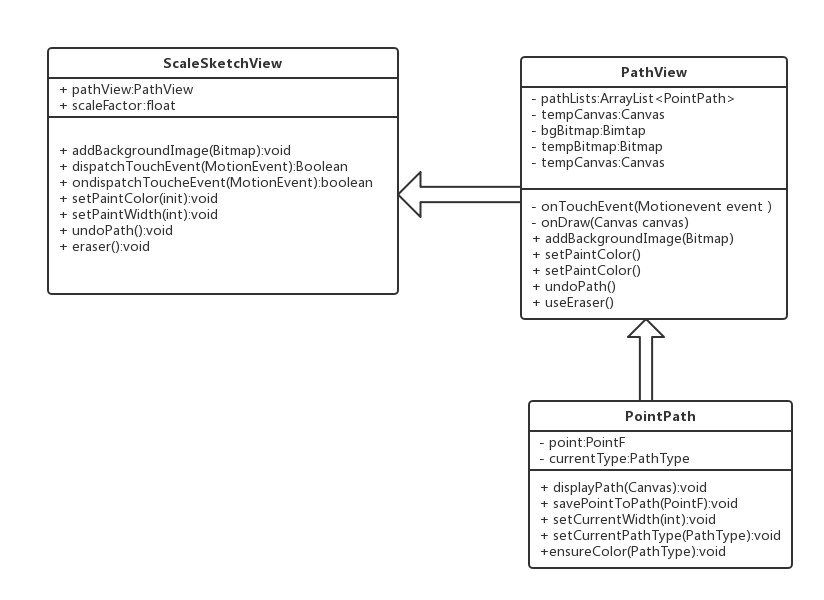 ScaleSketchView
+ pathView:PathView
+ scaleFactor:float
+ addBackgroundImage(Bitmap):void
+ dispatchTouchEvent(MotionEvent):Boolean
+ ondispatchToucheEvent(MotionEvent):boolean
+ setPaintColor(init):void
+ setPaintWidth(int):void
+ undoPath():void
+ eraser():void
PathView
- pathLists:ArrayList<PointPath>
- tempCanvas:Canvas
- bgBitmap:Bimtap
- tempBitmap:Bitmap
- tempCanvas:Canvas
- onTouchEvent(Motionevent event )
- onDraw(Canvas canvas)
+ addBackgroundImage(Bitmap)
+ setPaintColor()
+ setPaintColor()
+ undoPath()
+ useEraser()
PointPath
- point:PointF
- currentType:PathType
+ displayPath(Canvas):void
+ savePointToPath(PointF):void
+ setCurrentWidth(int):void
+ setCurrentPathType(PathType):void
+ensureColor(PathType):void